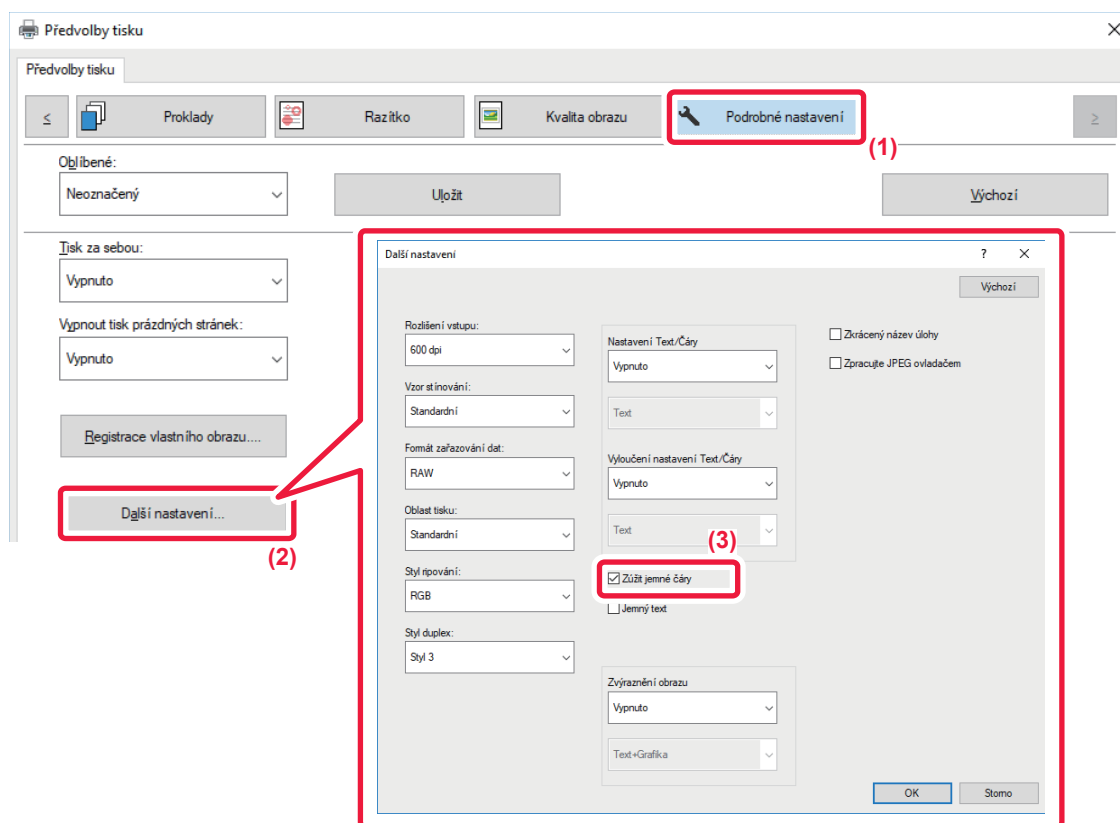 Předvolby tisku
Předvolby tisku
<
Proklady
Razítko
Kvalita obrazu
Podrobné nastavení
>
(1)
Oblíbené:
Neoznačený
Uložit
Výchozí
Tisk za sebou:
Vypnuto
Vypnout tisk prázdných stránek:
Vypnuto
Registrace vlastního obrazu....
Další nastavení...
(2)
Další nastavení
?
Výchozí
Rozlišení vstupu:
600 dpi
Vzor stínování:
Standardní
Formát zařazování dat:
RAW
Oblast tisku:
Standardní
Styl ripování:
RGB
Styl duplex:
Styl 3
Nastavení Text/Čáry
Vypnuto
Text
Vyloučení nastavení Text/Čáry
Vypnuto
Text
(3)
Zúžit jemné čáry
Jemný text
Zvýraznění obrazu
Vypnuto
Text+Grafika
Zkrácený název úlohy
Zpracujte JPEG ovladačem
OK
Storno